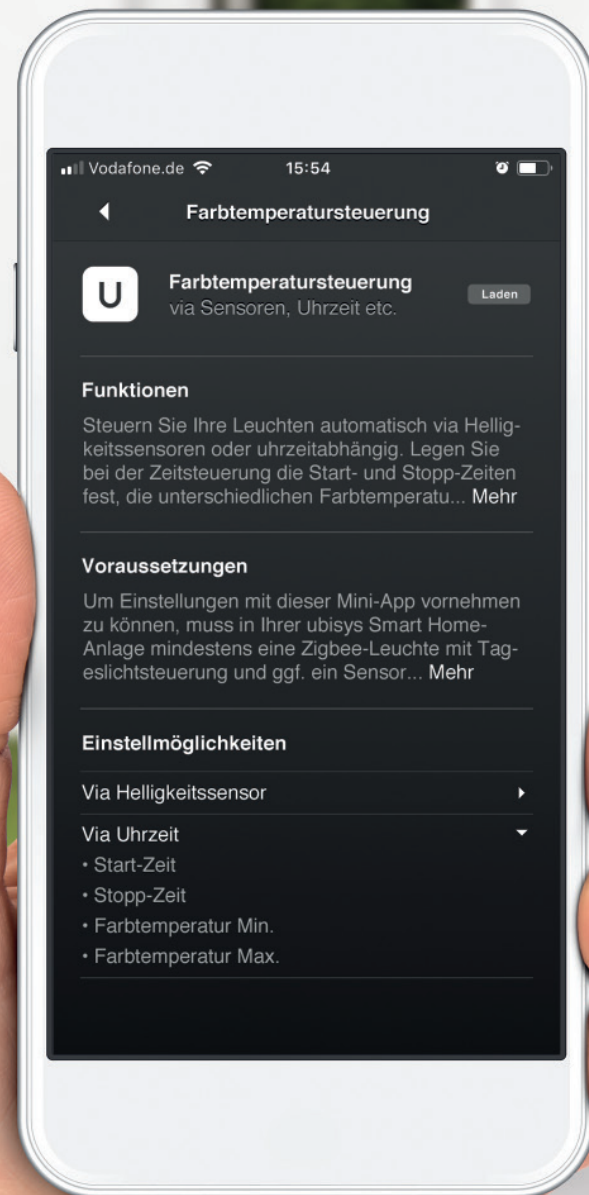 Vodafone.de 15:54
Farbtemperatursteuerung
U
Farbtemperatursteuerung
via Sensoren, Uhrzeit etc.
Laden
Funktionen
Steuern Sie Ihre Leuchten automatisch via Hellig-
keitssensoren oder uhrzeitabhängig. Legen Sie
bei der Zeitsteuerung die Start- und Stopp-Zeiten
fest, die unterschiedlichen Farbtemperatu... Mehr
Voraussetzungen
Um Einstellungen mit dieser Mini-App vornehmen
zu können, muss in Ihrer ubisys Smart Home-
Anlage mindestens eine Zigbee-Leuchte mit Tag-
eslichtsteuerung und ggf. ein Sensor... Mehr
Einstellmöglichkeiten
Via Helligkeitssensor
Via Uhrzeit
• Start-Zeit
• Stopp-Zeit
• Farbtemperatur Min.
• Farbtemperatur Max.